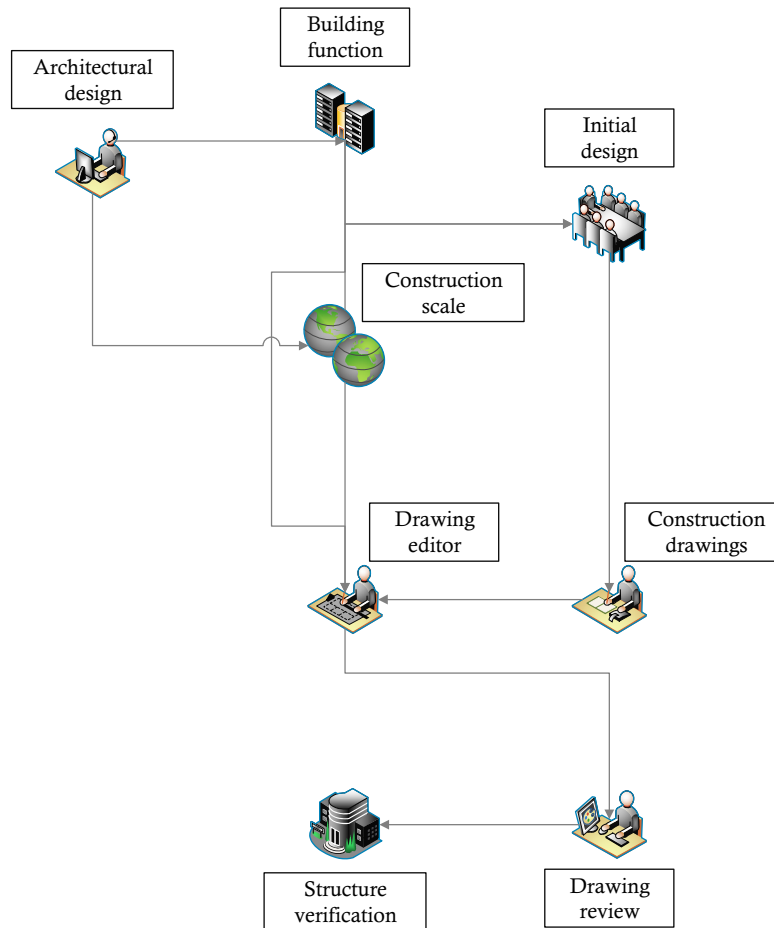 Building
function
Architectural
design
Initial
design
Construction
scale
Drawing
editor
Construction
drawings
Structure
verification
Drawing
review